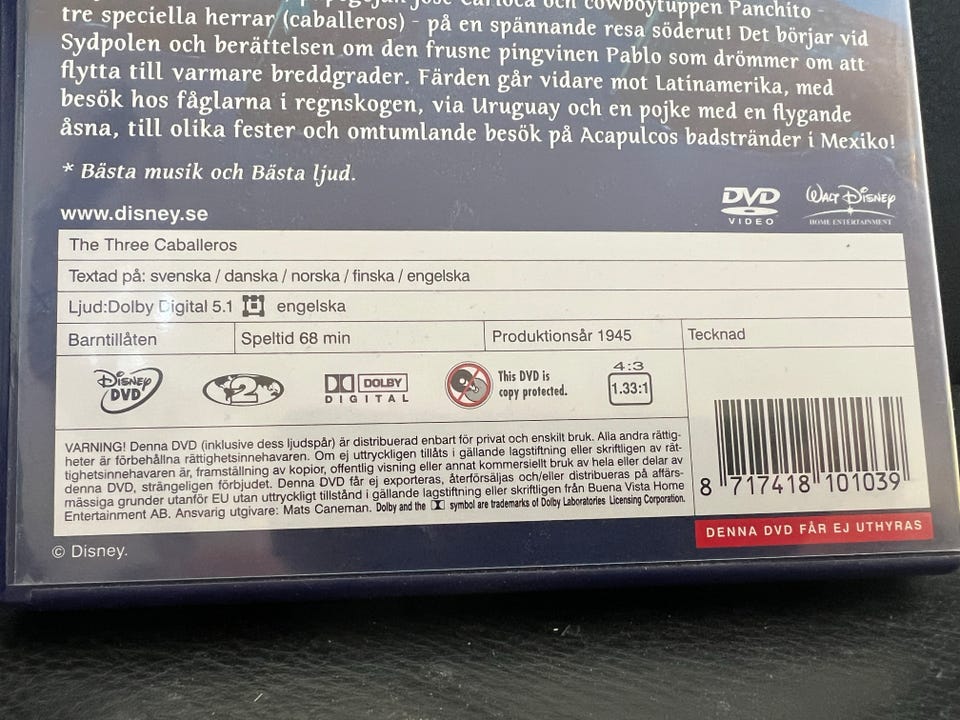 José Carioca och cowboytuppen Panchito -
tre speciella herrar (caballeros) - på en spännande resa söderut! Det börjar vid
Sydpolen och berättelsen om den frusne pingvinen Pablo som drömmer om att
flytta till varmare breddgrader. Färden går vidare mot Latinamerika, med
besök hos fåglarna i regnskogen, via Uruguay och en pojke med en flygande
åsna, till olika fester och omtumlande besök på Acapulcos badstränder i Mexiko!
* Bästa musik och Bästa ljud.
www.disney.se
DVD VIDEO
WALT DISNEY HOME ENTERTAINMENT
The Three Caballeros
Textad på: svenska / danska / norska / finska / engelska
Ljud:Dolby Digital 5.1 engelska
Barntillåten
Speltid 68 min
Produktionsår 1945
Tecknad
DISNEY DVD
2
DOLBY DIGITAL
This DVD is
copy protected.
4:3
1.33:1
VARNING! Denna DVD (inklusive dess ljudspår) är distribuerad enbart för privat och enskilt bruk. Alla andra rättig-
heter är förbehållna rättighetsinnehavaren. Om ej uttryckligen tillåts i gällande lagstiftning eller skriftligen av rät-
tighetsinnehavaren är, framställning av kopior, offentlig visning eller annat kommersiellt bruk av hela eller delar av
denna DVD, strängeligen förbjudet. Denna DVD får ej exporteras, återförsäljas och/eller distribueras på affärs-
mässiga grunder utanför EU utan uttryckligt tillstånd i gällande lagstiftning eller skriftligen från Buena Vista Home
Entertainment AB. Ansvarig utgivare: Mats Caneman. Dolby and the symbol are trademarks of Dolby Laboratories Licensing Corporation.
8 717418 101039
DENNA DVD FÅR EJ UTHYRAS
© Disney.